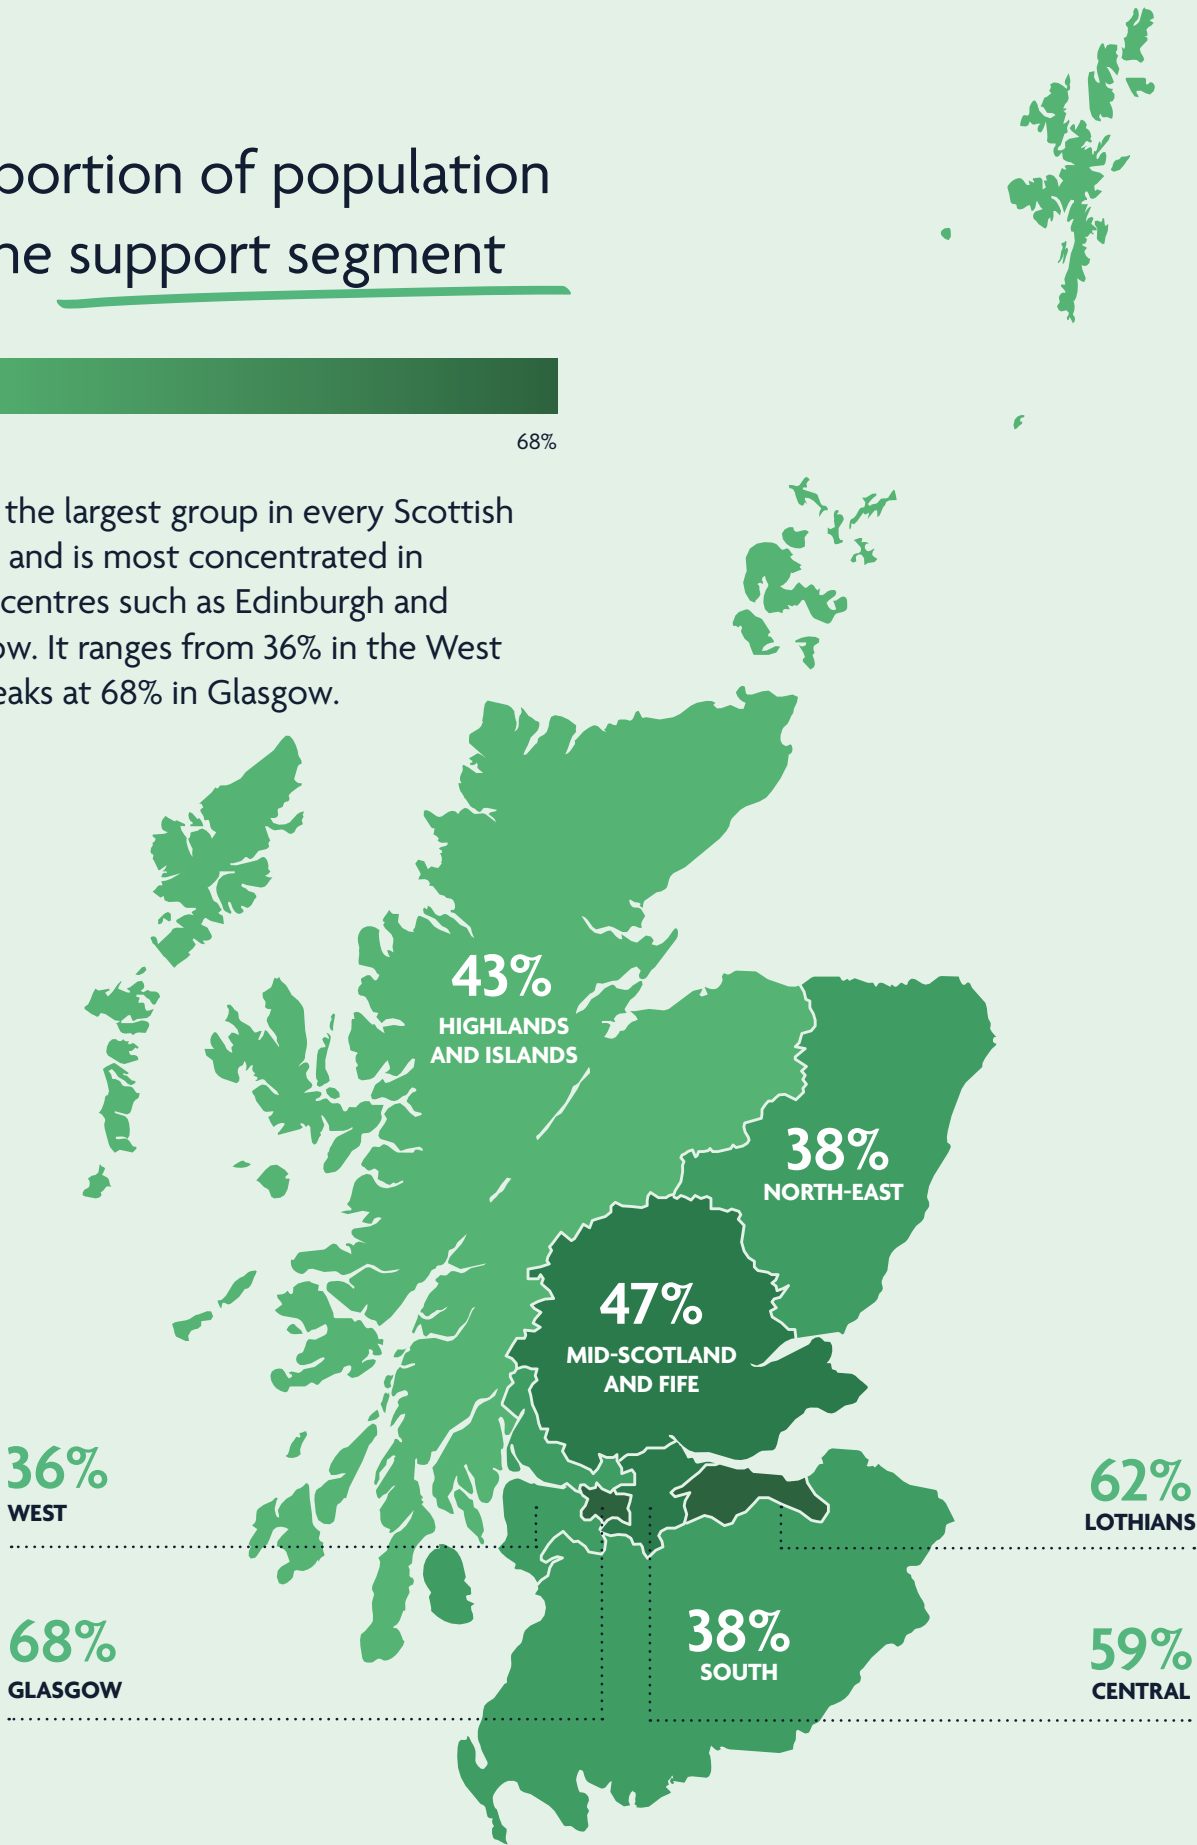 portion of population
ne support segment
68%
the largest group in every Scottish
and is most concentrated in
centres such as Edinburgh and
ow. It ranges from 36% in the West
eaks at 68% in Glasgow.
43%
HIGHLANDS
AND ISLANDS
38%
NORTH-EAST
47%
MID-SCOTLAND
AND FIFE
36%
WEST
62%
LOTHIANS
68%
GLASGOW
38%
SOUTH
59%
CENTRAL